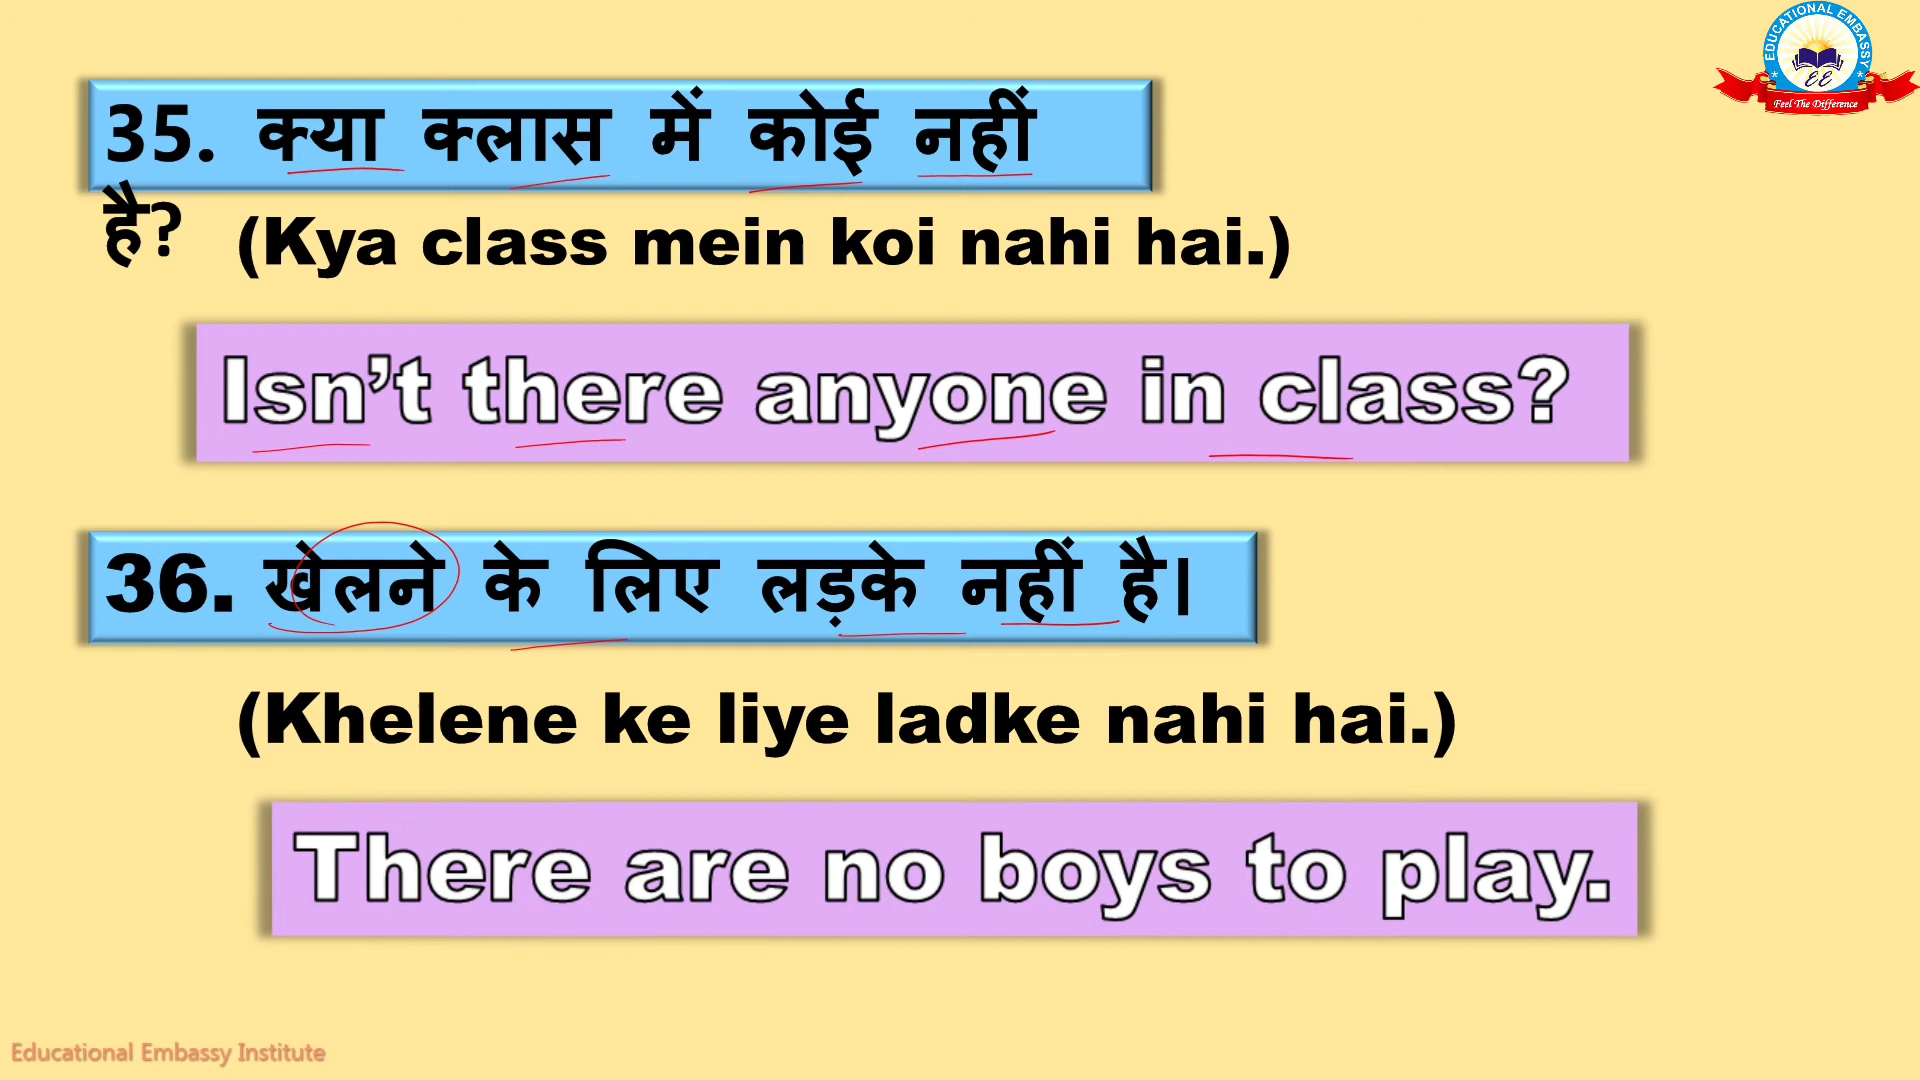 EDUCATIONAL EMBASSY
EE
Feel The Difference
35. क्या क्लास में कोई नहीं
है?
(Kya class mein koi nahi hai.)
Isn’t there anyone in class?
36. खेलने के लिए लड़के नहीं है।
(Khelene ke liye ladke nahi hai.)
There are no boys to play.
Educational Embassy Institute